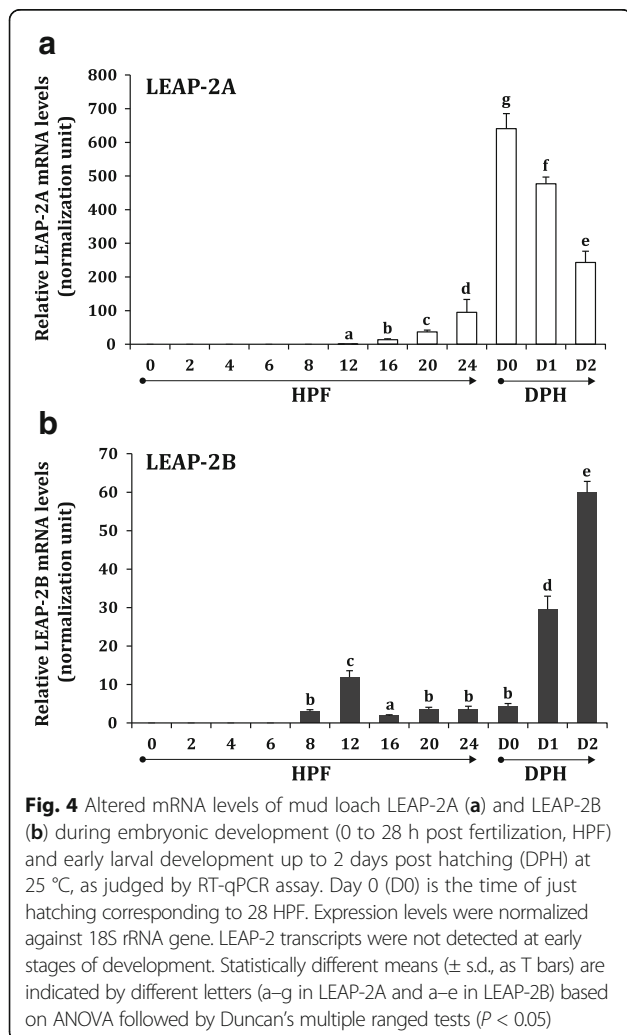 a
LEAP-2A
Relative LEAP-2A mRNA levels
(normalization unit)
800
700
600
500
400
300
200
100
0
a
b
c
d
g
f
e
0 2 4 6 8 12 16 20 24 D0 D1 D2
HPF DPH
b
LEAP-2B
Relative LEAP-2B mRNA levels
(normalization unit)
70
60
50
40
30
20
10
0
b
c
a
b
b
b
d
e
0 2 4 6 8 12 16 20 24 D0 D1 D2
HPF DPH
Fig. 4 Altered mRNA levels of mud loach LEAP-2A (a) and LEAP-2B
(b) during embryonic development (0 to 28 h post fertilization, HPF)
and early larval development up to 2 days post hatching (DPH) at
25 °C, as judged by RT-qPCR assay. Day 0 (D0) is the time of just
hatching corresponding to 28 HPF. Expression levels were normalized
against 18S rRNA gene. LEAP-2 transcripts were not detected at early
stages of development. Statistically different means (± s.d., as T bars) are
indicated by different letters (a–g in LEAP-2A and a–e in LEAP-2B) based
on ANOVA followed by Duncan's multiple ranged tests (P < 0.05)